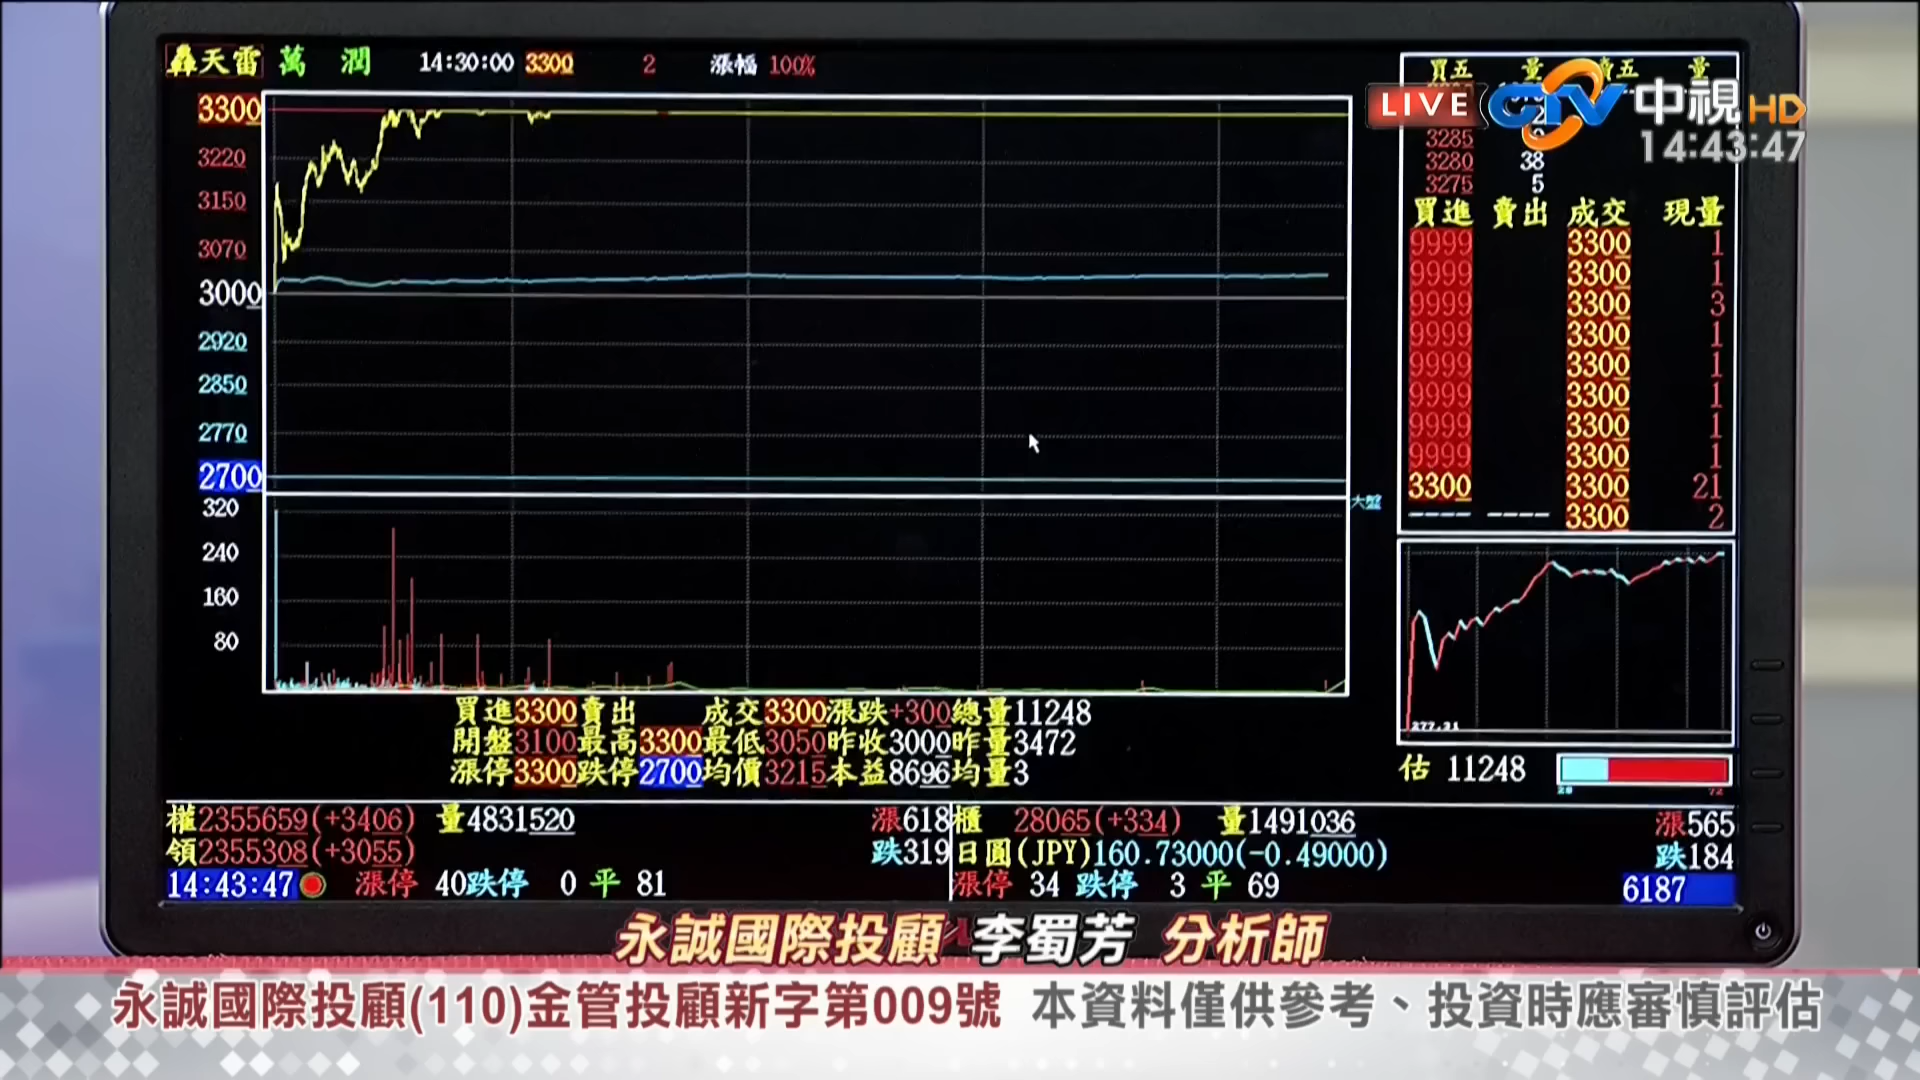 轟天雷 萬 潤 14:30:00 3300 2 漲幅 100%
3300
3220
3150
3070
3000
2920
2850
2770
2700
320
240
160
80
大盤
買五 量 賣五 量
3285
3280 38
3275 5
買進 賣出 成交 現量
9999 3300 1
9999 3300 1
9999 3300 3
9999 3300 1
9999 3300 1
9999 3300 1
9999 3300 1
9999 3300 1
3300 3300 21
---- ---- 3300 2
277.31
估 11248
28 72
買進3300賣出 成交3300漲跌+300總量11248
開盤3100最高3300最低3050昨收3000昨量3472
漲停3300跌停2700均價3215本益8696均量3
權2355659(+3406) 量4831520 漲618
領2355308(+3055) 跌319
14:43:47 漲停 40跌停 0 平 81
櫃 28065(+334) 量1491036 漲565
日圓(JPY)160.73000(-0.49000) 跌184
漲停 34 跌停 3 平 69 6187
LIVE CTV 中視 HD
14:43:47
永誠國際投顧 李蜀芳 分析師
永誠國際投顧(110)金管投顧新字第009號 本資料僅供參考、投資時應審慎評估